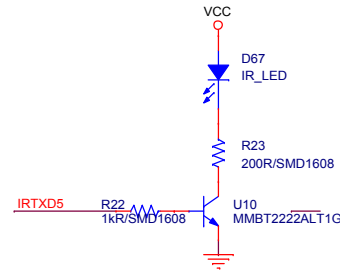 VCC
D67
IR_LED
R23
200R/SMD1608
IRTXD5
R22
1kR/SMD1608
U10
MMBT2222ALT1G